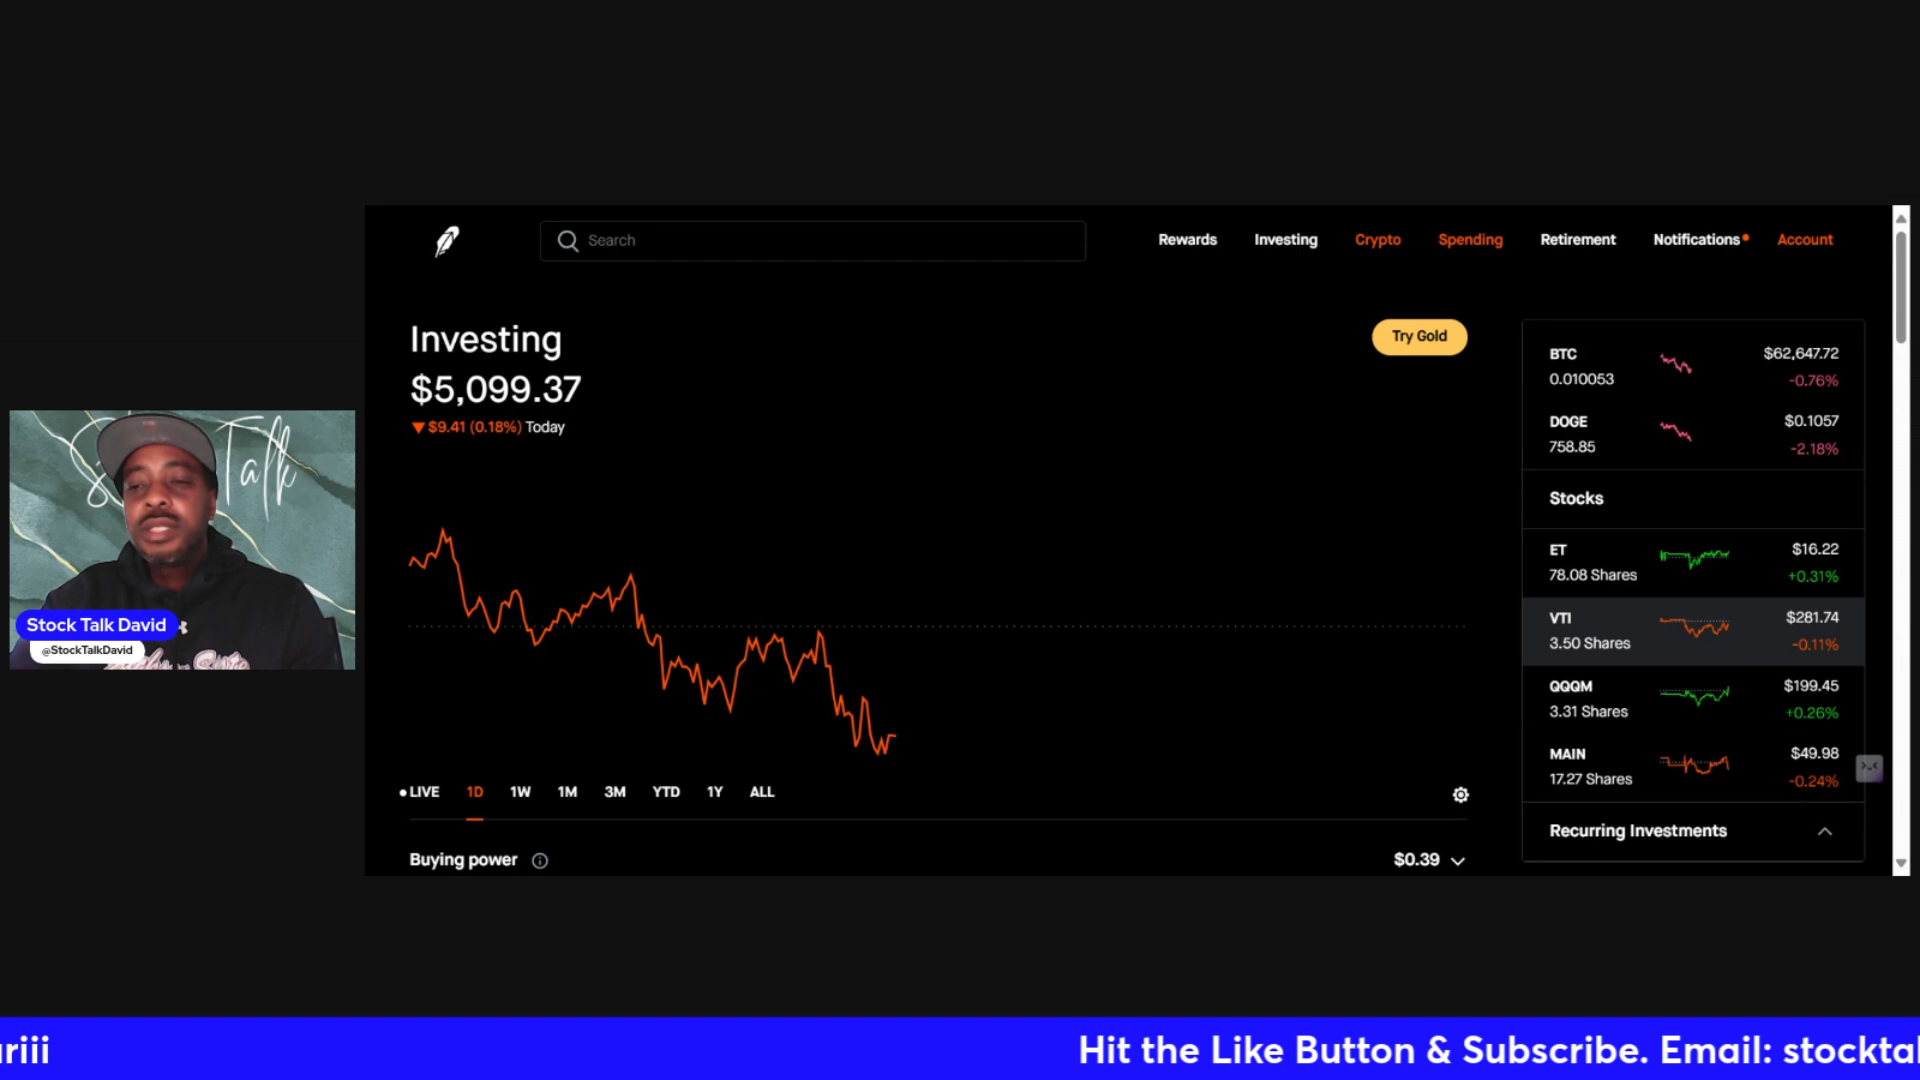 Search
Rewards
Investing
Crypto
Spending
Retirement
Notifications
Account
Investing
$5,099.37
▼$9.41 (0.18%) Today
Try Gold
LIVE
1D
1W
1M
3M
YTD
1Y
ALL
Buying power
$0.39
BTC
$62,647.72
0.010053
-0.76%
DOGE
$0.1057
758.85
-2.18%
Stocks
ET
$16.22
78.08 Shares
+0.31%
VTI
$281.74
3.50 Shares
-0.11%
QQQM
$199.45
3.31 Shares
+0.26%
MAIN
$49.98
17.27 Shares
-0.24%
Recurring Investments
Talk
Stock Talk David
@StockTalkDavid
riii
Hit the Like Button & Subscribe. Email: stocktal